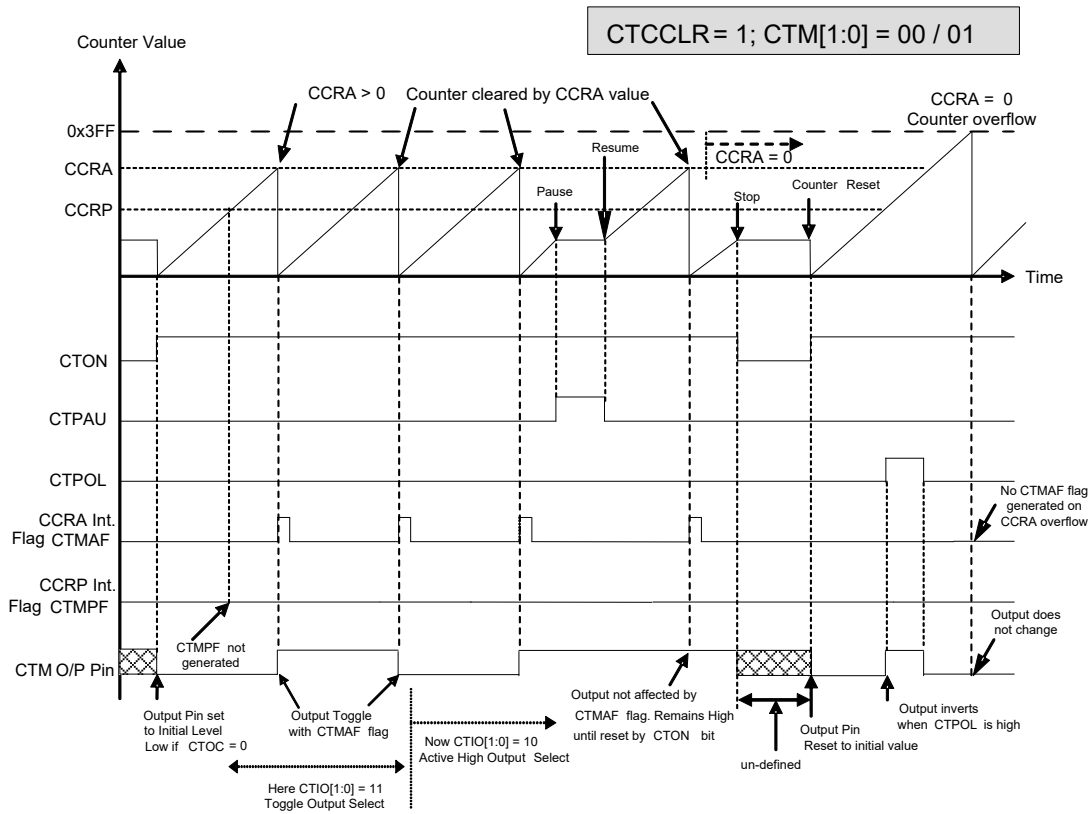 CTCCLR = 1; CTM[1:0] = 00 / 01
Counter Value
CCRA > 0
Counter cleared by CCRA value
CCRA = 0
Counter overflow
0x3FF
Resume
CCRA = 0
CCRA
Pause
Stop
Counter Reset
CCRP
Time
CTON
CTPAU
CTPOL
No CTMAF flag
generated on
CCRA overflow
CCRA Int.
Flag CTMAF
CCRP Int.
Flag CTMPF
CTMPF not
generated
Output does
not change
CTM O/P Pin
Output Pin set
to Initial Level
Low if CTOC = 0
Output Toggle
with CTMAF flag
Now CTIO[1:0] = 10
Active High Output Select
Output not affected by
CTMAF flag. Remains High
until reset by CTON bit
un-defined
Output Pin
Reset to initial value
Output inverts
when CTPOL is high
Here CTIO[1:0] = 11
Toggle Output Select